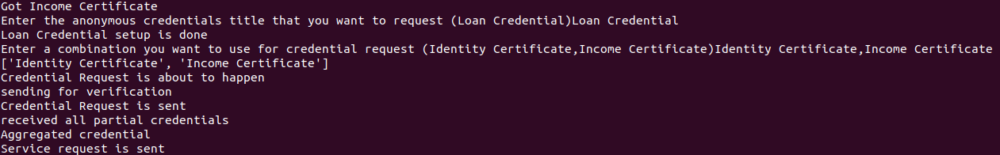 Got Income Certificate
Enter the anonymous credentials title that you want to request (Loan Credential)Loan Credential
Loan Credential setup is done
Enter a combination you want to use for credential request (Identity Certificate,Income Certificate)Identity Certificate,Income Certificate
['Identity Certificate', 'Income Certificate']
Credential Request is about to happen
sending for verification
Credential Request is sent
received all partial credentials
Aggregated credential
Service request is sent